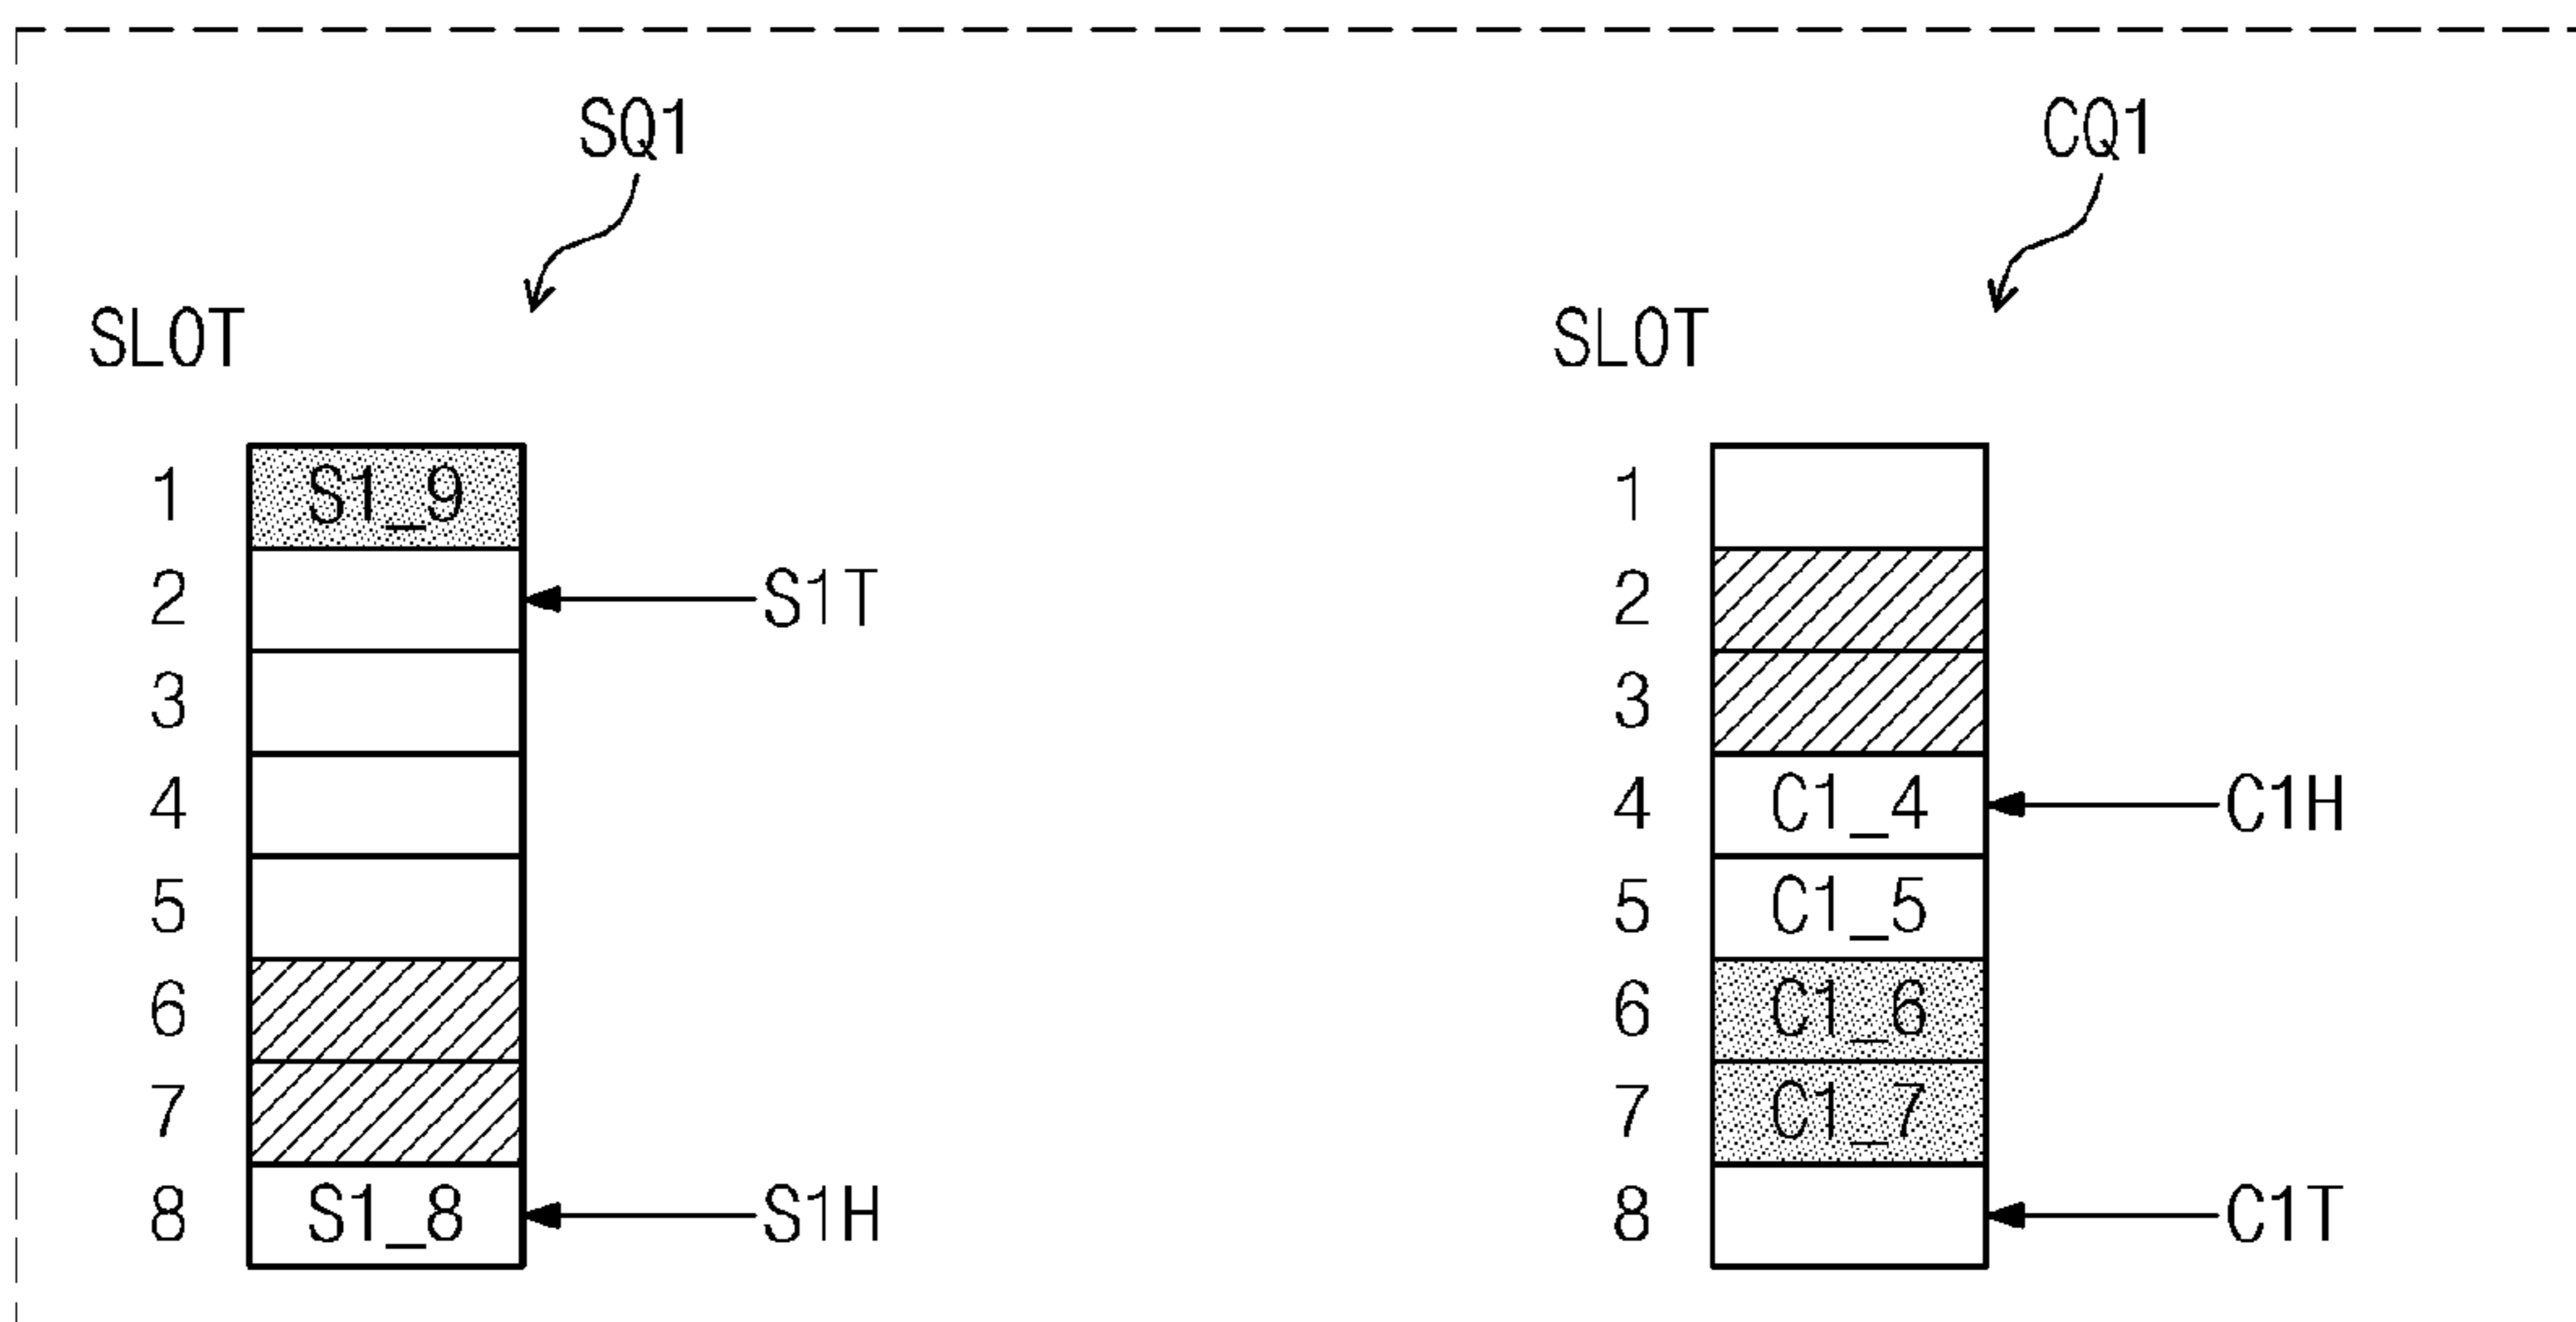 SQ1 CQ1
SLOT SLOT
1 S1_9 1
2 S1T 2
3 3
4 4 C1_4 C1H
5 5 C1_5
6 6 C1_6
7 7 C1_7
8 S1_8 S1H 8 C1T